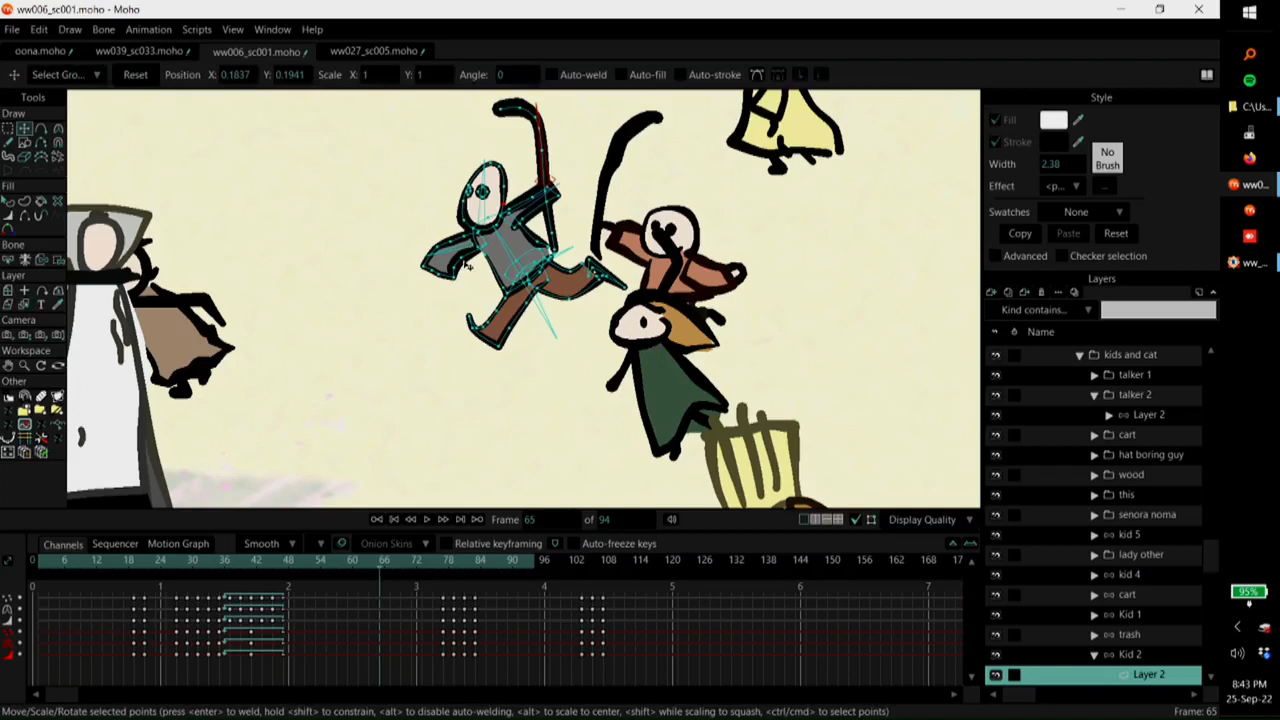 ww006_sc001.moho - Moho
File Edit Draw Bone Animation Scripts View Window Help
oona.moho ww039_sc033.moho ww006_sc001.moho ww027_sc005.moho
Select Gro... Reset Position X: 0.1837 Y: 0.1941 Scale X: 1 Y: 1 Angle: 0 Auto-weld Auto-fill Auto-stroke
Tools
Draw
Fill
Bone
Layer
Camera
Workspace
Other
Style
Fill
Stroke
No Brush
Width 2.38
Effect <p... ...
Swatches None
Copy Paste Reset
Advanced Checker selection
Layers
Kind contains...
Name
kids and cat
talker 1
talker 2
Layer 2
cart
hat boring guy
wood
this
senora noma
kid 5
lady other
kid 4
cart
Kid 1
trash
Kid 2
Layer 2
Frame 65 of 94 Display Quality
Channels Sequencer Motion Graph Smooth Onion Skins Relative keyframing Auto-freeze keys
0 6 12 18 24 30 36 42 48 54 60 66 72 78 84 90 96 102 108 114 120 126 132 138 144 150 156 162 168 17
0 1 2 3 4 5 6 7
Move/Scale/Rotate selected points (press <enter> to weld, hold <shift> to constrain, <alt> to disable auto-welding, <alt> to scale to center, <shift> while scaling to squash, <ctrl/cmd> to select points)
Frame: 65
C:\Us...
ww0...
ww_...
95%
8:43 PM
25-Sep-22